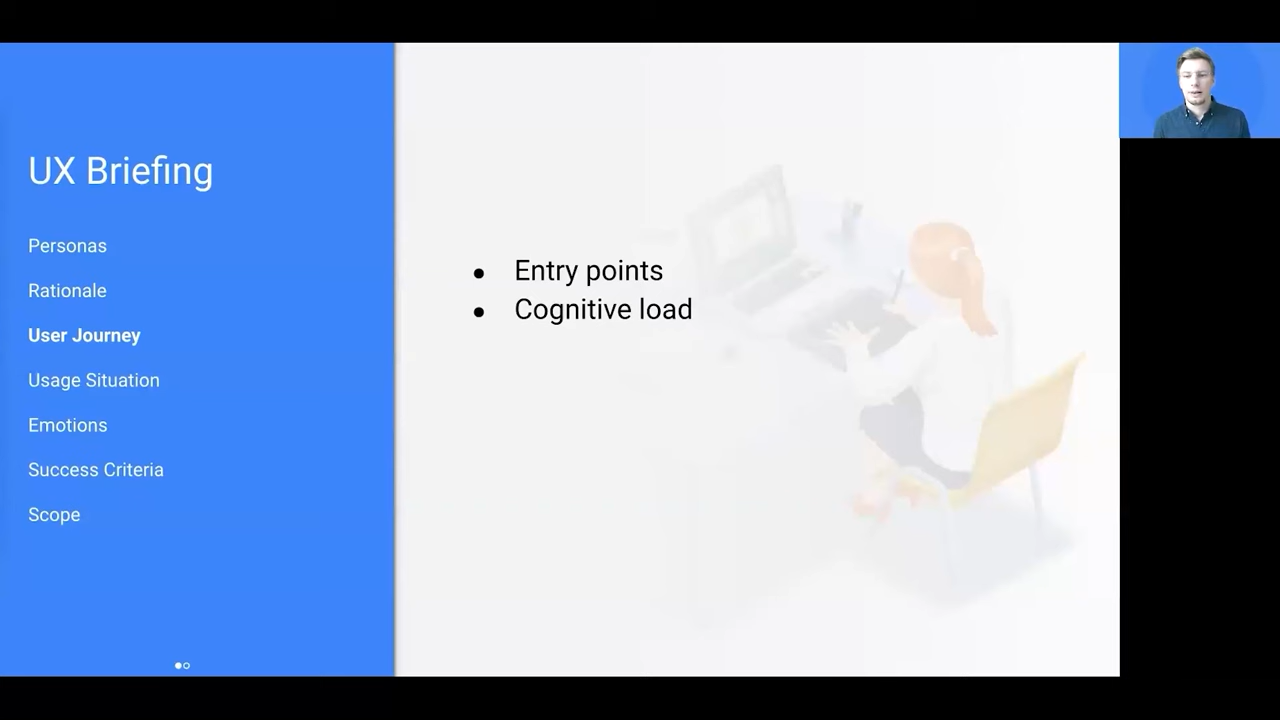 UX Briefing
Personas
Rationale
User Journey
Usage Situation
Emotions
Success Criteria
Scope
● Entry points
● Cognitive load